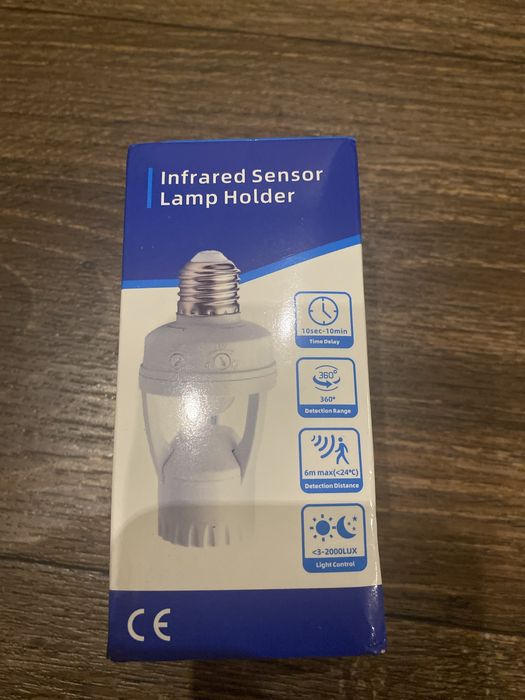 Infrared Sensor
Lamp Holder
10sec-10min
Time Delay
360°
360°
Detection Range
6m max(<24℃)
Detection Distance
<3-2000LUX
Light Control
CE